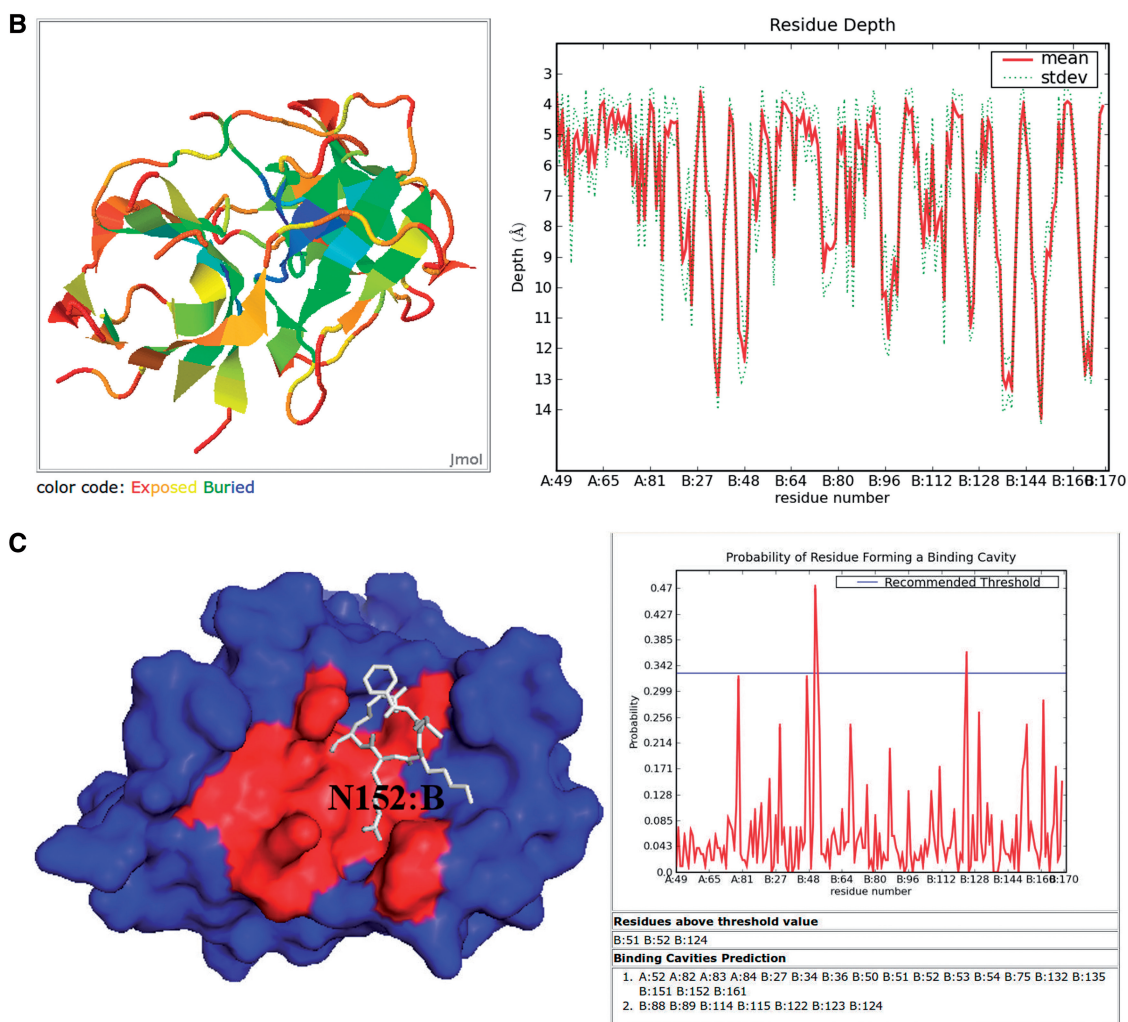 B
Jmol
color code: Exposed Buried
Residue Depth
mean
stdev
Depth (Å)
3
4
5
6
7
8
9
10
11
12
13
14
A:49 A:65 A:81 B:27 B:48 B:64 B:80 B:96 B:112 B:128 B:144 B:160 B:170
residue number
C
N152:B
Probability of Residue Forming a Binding Cavity
Recommended Threshold
Probability
0.47
0.427
0.385
0.342
0.299
0.256
0.214
0.171
0.128
0.085
0.043
0.0
A:49 A:65 A:81 B:27 B:48 B:64 B:80 B:96 B:112 B:128 B:144 B:160 B:170
residue number
Residues above threshold value
B:51 B:52 B:124
Binding Cavities Prediction
1. A:52 A:82 A:83 A:84 B:27 B:34 B:36 B:50 B:51 B:52 B:53 B:54 B:75 B:132 B:135
B:151 B:152 B:161
2. B:88 B:89 B:114 B:115 B:122 B:123 B:124